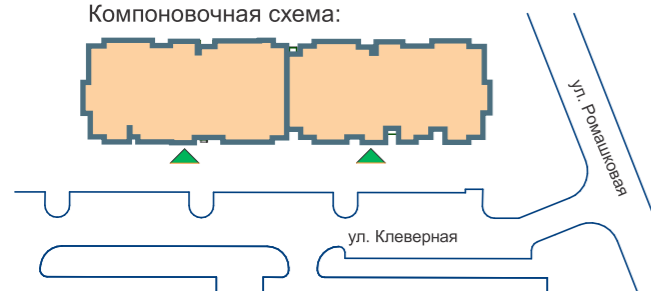 Компоновочная схема:
ул. Ромашковая
ул. Клеверная